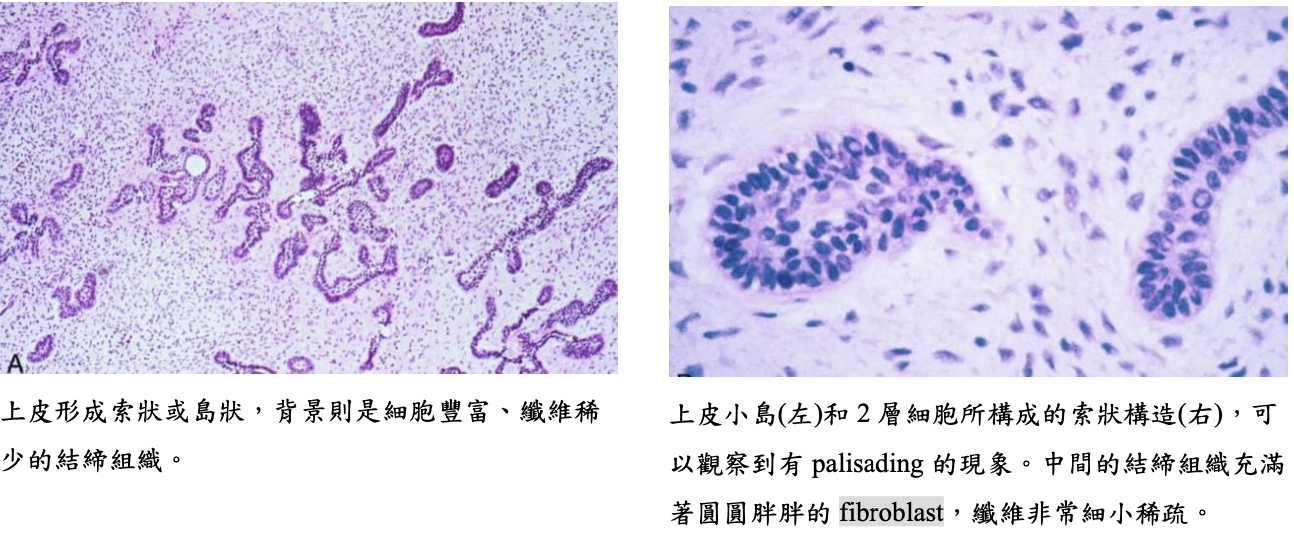 A
上皮形成索狀或島狀，背景則是細胞豐富、纖維稀
少的結締組織。
上皮小島(左)和 2 層細胞所構成的索狀構造(右)，可
以觀察到有 palisading 的現象。中間的結締組織充滿
著圓圓胖胖的 fibroblast，纖維非常細小稀疏。